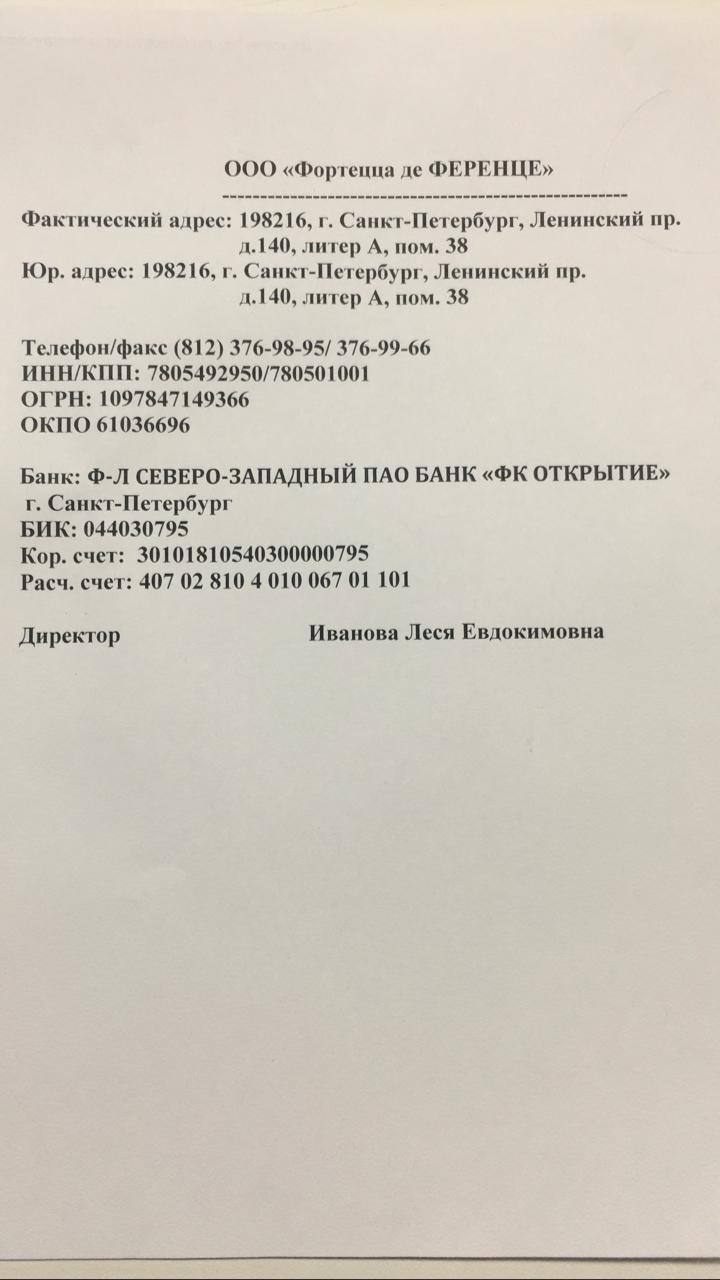 ООО «Фортецца де ФЕРЕНЦЕ»
------------------------------------------------------
Фактический адрес: 198216, г. Санкт-Петербург, Ленинский пр.
д.140, литер А, пом. 38
Юр. адрес: 198216, г. Санкт-Петербург, Ленинский пр.
д.140, литер А, пом. 38
Телефон/факс (812) 376-98-95/ 376-99-66
ИНН/КПП: 7805492950/780501001
ОГРН: 1097847149366
ОКПО 61036696
Банк: Ф-Л СЕВЕРО-ЗАПАДНЫЙ ПАО БАНК «ФК ОТКРЫТИЕ»
г. Санкт-Петербург
БИК: 044030795
Кор. счет: 30101810540300000795
Расч. счет: 407 02 810 4 010 067 01 101
Директор Иванова Леся Евдокимовна